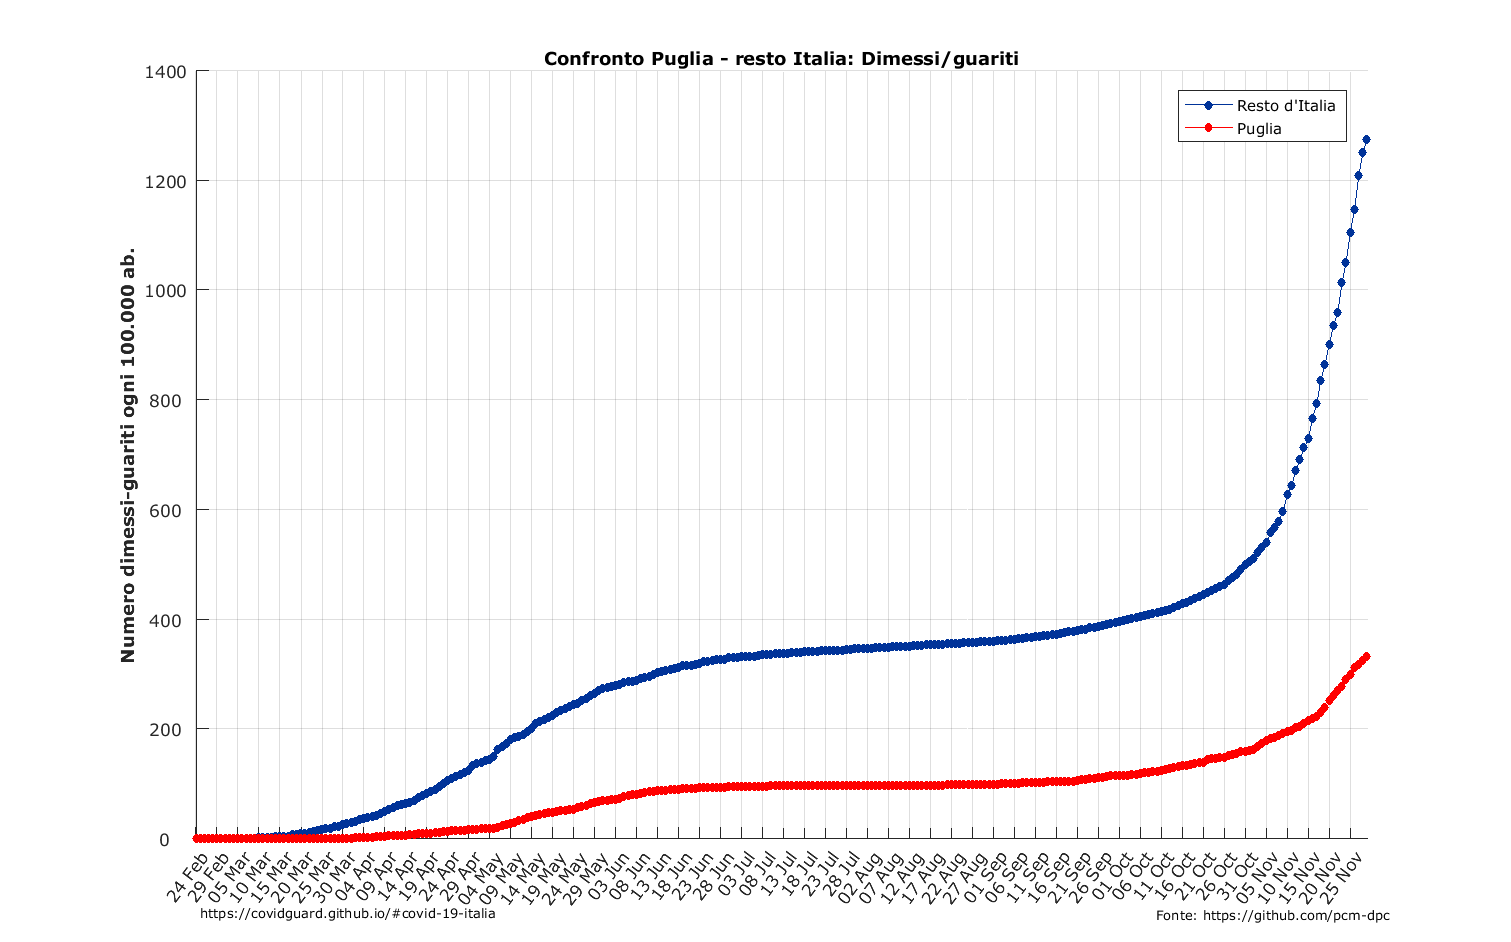 Confronto Puglia - resto Italia: Dimessi/guariti
Numero dimessi-guariti ogni 100.000 ab.
1400
1200
1000
800
600
400
200
0
Resto d'Italia
Puglia
24 Feb
29 Feb
05 Mar
10 Mar
15 Mar
20 Mar
25 Mar
30 Mar
04 Apr
09 Apr
14 Apr
19 Apr
24 Apr
29 Apr
04 May
09 May
14 May
19 May
24 May
29 May
03 Jun
08 Jun
13 Jun
18 Jun
23 Jun
28 Jun
03 Jul
08 Jul
13 Jul
18 Jul
23 Jul
28 Jul
02 Aug
07 Aug
12 Aug
17 Aug
22 Aug
27 Aug
01 Sep
06 Sep
11 Sep
16 Sep
21 Sep
26 Sep
01 Oct
06 Oct
11 Oct
16 Oct
21 Oct
26 Oct
31 Oct
05 Nov
10 Nov
15 Nov
20 Nov
25 Nov
https://covidguard.github.io/#covid-19-italia
Fonte: https://github.com/pcm-dpc